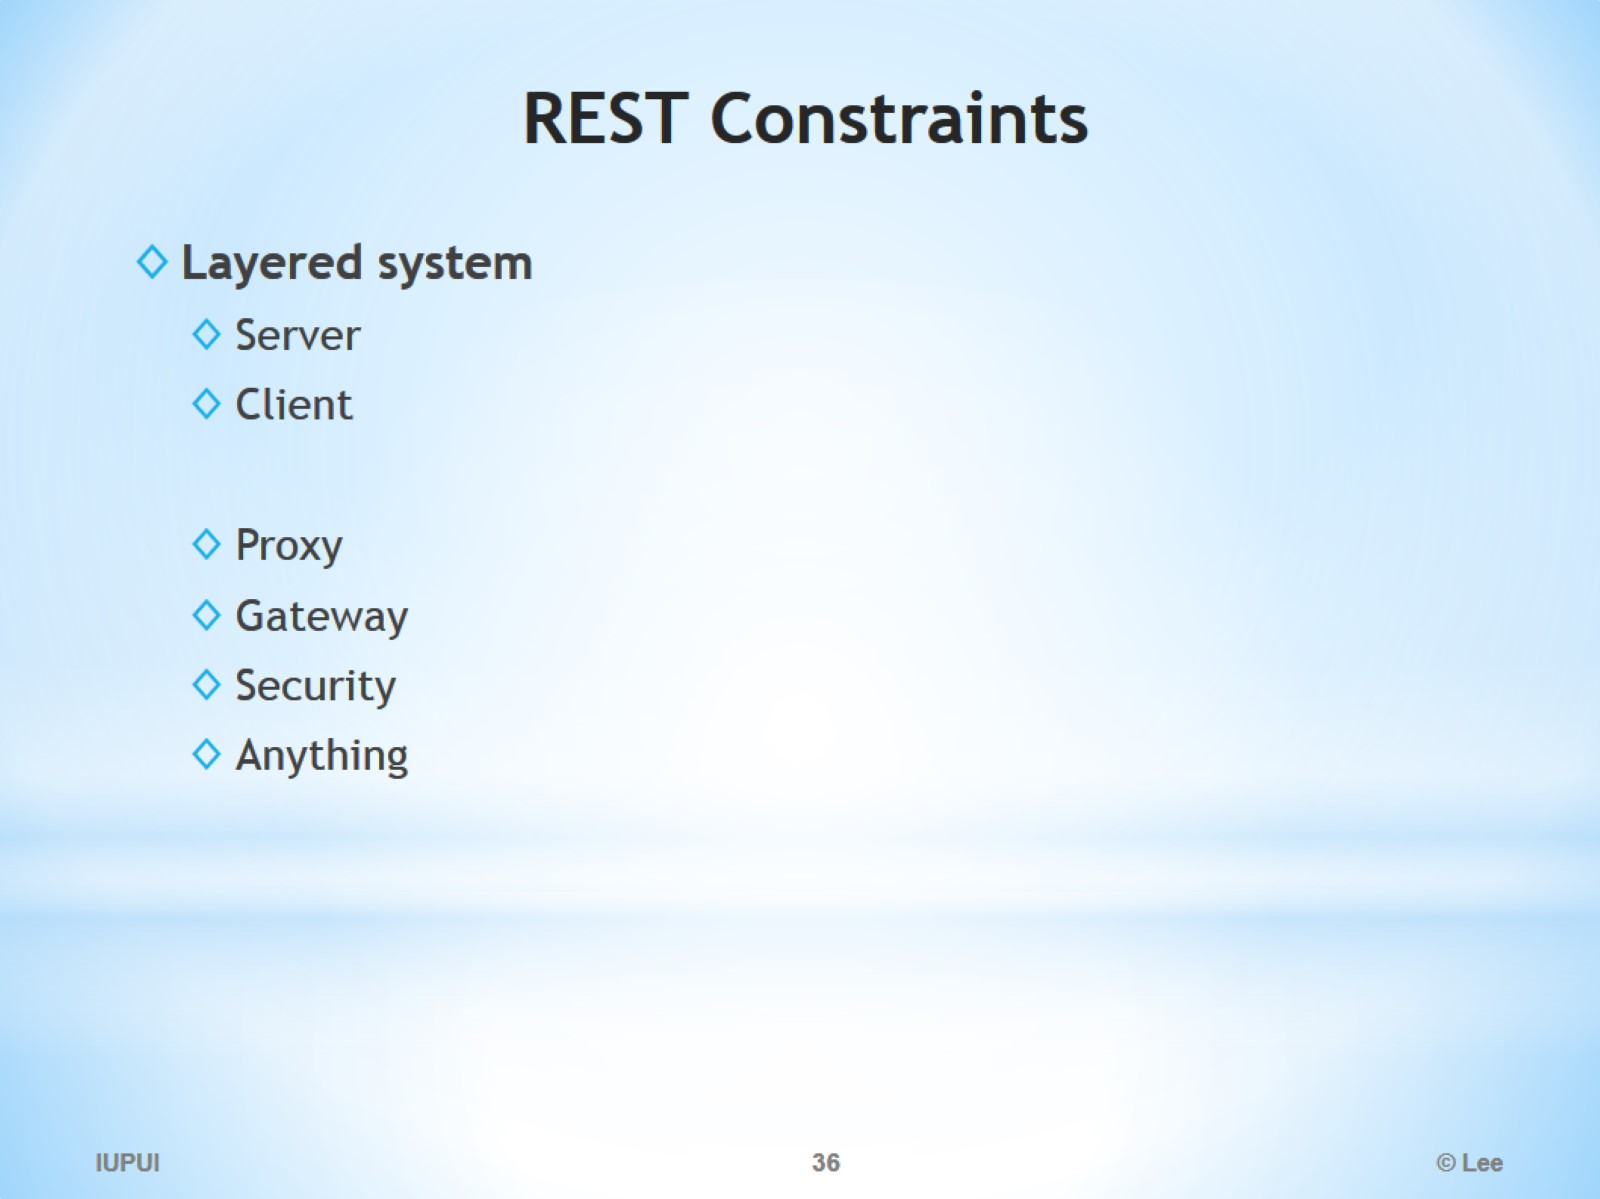 REST Constraints
Layered system
Server
Client
Proxy
Gateway
Security
Anything
IUPUI
36
© Lee